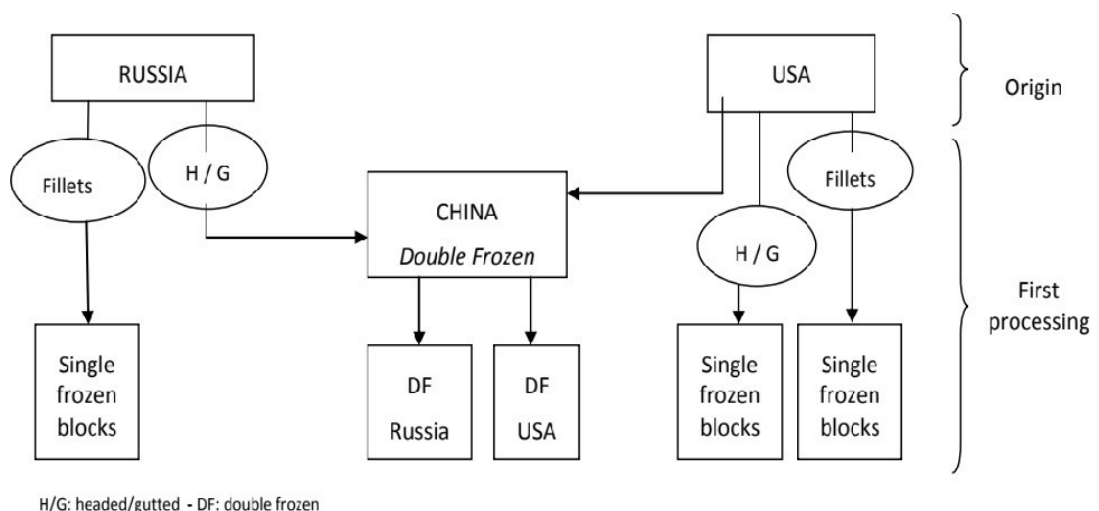 RUSSIA
USA
Origin
Fillets
H / G
CHINA
Double Frozen
H / G
Fillets
First
processing
Single
frozen
blocks
DF
Russia
DF
USA
Single
frozen
blocks
Single
frozen
blocks
H/G: headed/gutted - DF: double frozen